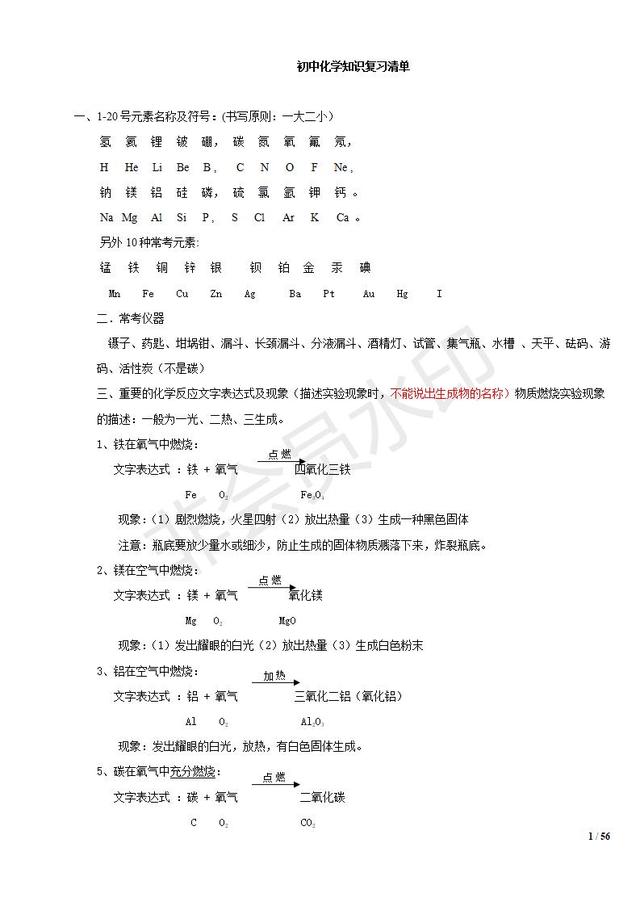 初中化学知识复习清单
一、1-20号元素名称及符号：(书写原则：一大二小）
氢 氦 锂 铍 硼， 碳 氮 氧 氟 氖，
H He Li Be B , C N O F Ne ,
钠 镁 铝 硅 磷， 硫 氯 氩 钾 钙 。
Na Mg Al Si P , S Cl Ar K Ca 。
另外10种常考元素:
锰 铁 铜 锌 银 钡 铂 金 汞 碘
Mn Fe Cu Zn Ag Ba Pt Au Hg I
二．常考仪器
镊子、药匙、坩埚钳、漏斗、长颈漏斗、分液漏斗、酒精灯、试管、集气瓶、水槽 、天平、砝码、游
码、活性炭（不是碳）
三、重要的化学反应文字表达式及现象（描述实验现象时，不能说出生成物的名称）物质燃烧实验现象
的描述：一般为一光、二热、三生成。
1、铁在氧气中燃烧：
点燃
文字表达式 ：铁 + 氧气 四氧化三铁
Fe O₂ Fe₃O₄
现象：（1）剧烈燃烧，火星四射（2）放出热量（3）生成一种黑色固体
注意：瓶底要放少量水或细沙，防止生成的固体物质溅落下来，炸裂瓶底。
2、镁在空气中燃烧：
点燃
文字表达式 ：镁 + 氧气 氧化镁
Mg O₂ MgO
现象：（1）发出耀眼的白光（2）放出热量（3）生成白色粉末
3、铝在空气中燃烧：
加热
文字表达式 ：铝 + 氧气 三氧化二铝（氧化铝）
Al O₂ Al₂O₃
现象：发出耀眼的白光，放热，有白色固体生成。
5、碳在氧气中充分燃烧：
点燃
文字表达式 ：碳 + 氧气 二氧化碳
C O₂ CO₂
1 / 56
非会员水印